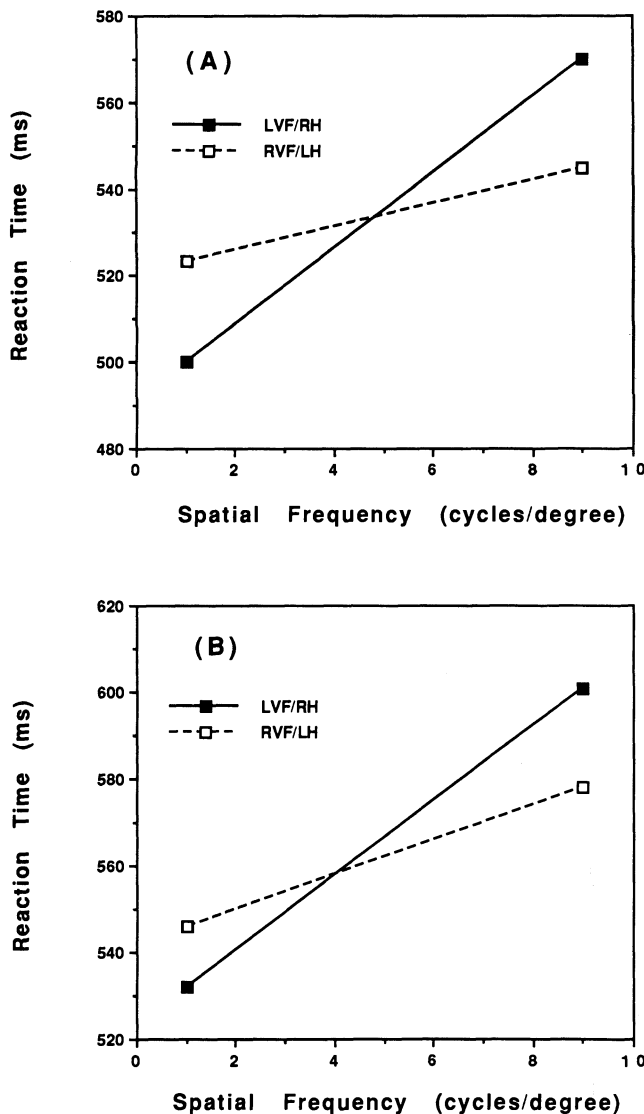 580
(A)
560
LVF/RH
RVF/LH
540
520
500
480
0 2 4 6 8 10
Reaction Time (ms)
Spatial Frequency (cycles/degree)
620
(B)
600
LVF/RH
RVF/LH
580
560
540
520
0 2 4 6 8 10
Reaction Time (ms)
Spatial Frequency (cycles/degree)